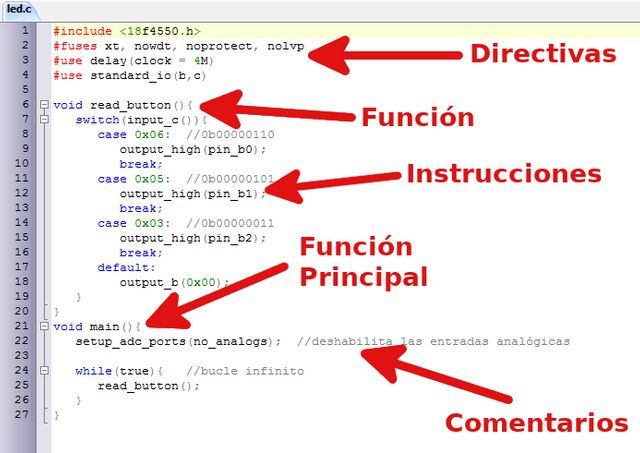 led.c
1 #include <18f4550.h>
2 #fuses xt, nowdt, noprotect, nolvp
3 #use delay(clock = 4M)
4 #use standard_io(b,c)
5
6 void read_button(){
7 switch(input_c()){
8 case 0x06: //0b00000110
9 output_high(pin_b0);
10 break;
11 case 0x05: //0b00000101
12 output_high(pin_b1);
13 break;
14 case 0x03: //0b00000011
15 output_high(pin_b2);
16 break;
17 default:
18 output_b(0x00);
19 }
20 }
21 void main(){
22 setup_adc_ports(no_analogs); //deshabilita las entradas analógicas
23
24 while(true){ //bucle infinito
25 read_button();
26 }
27 }
Directivas
Función
Instrucciones
Función
Principal
Comentarios